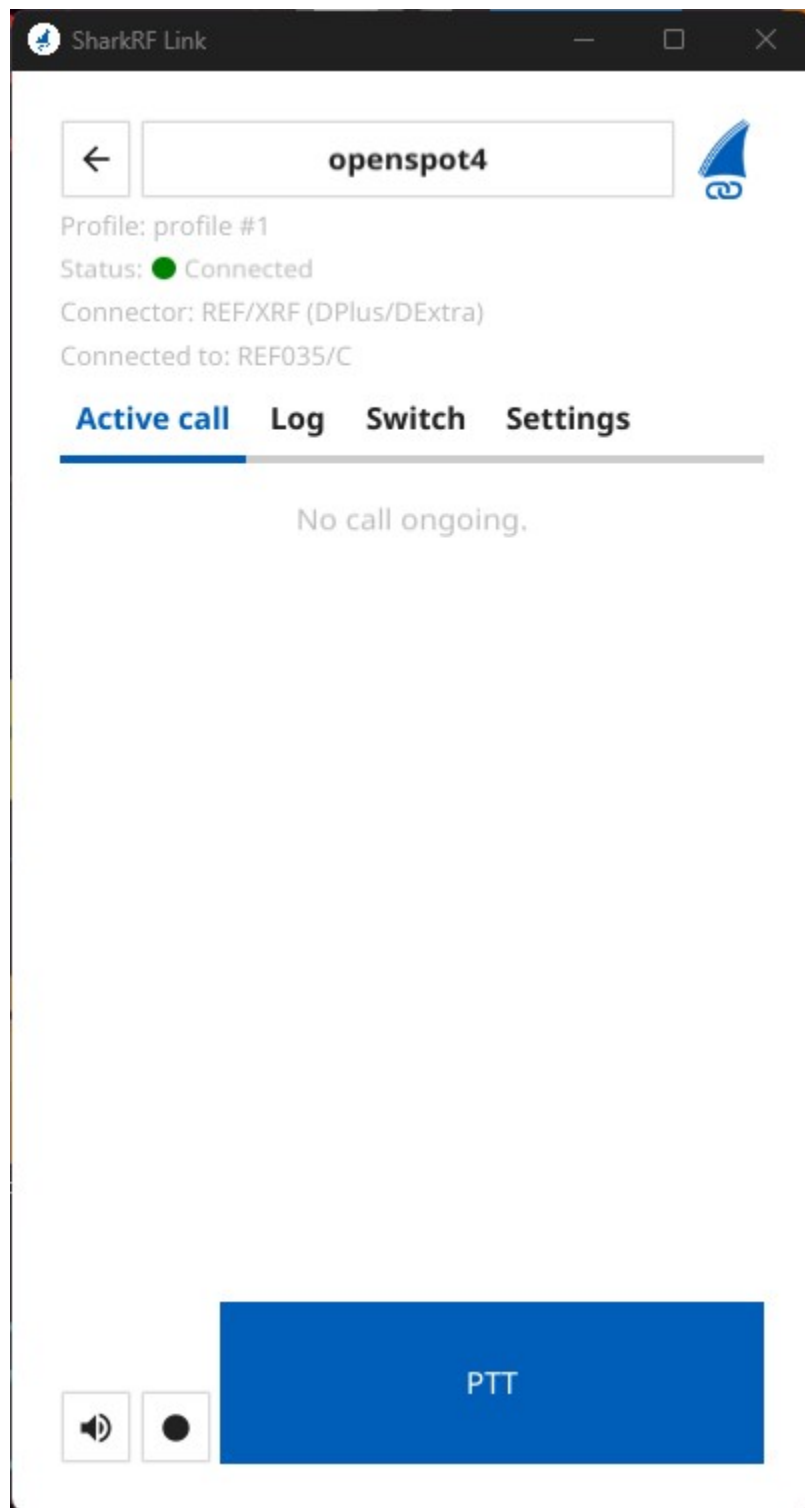 SharkRF Link
openspot4
Profile: profile #1
Status: Connected
Connector: REF/XRF (DPlus/DExtra)
Connected to: REF035/C
Active call Log Switch Settings
No call ongoing.
PTT